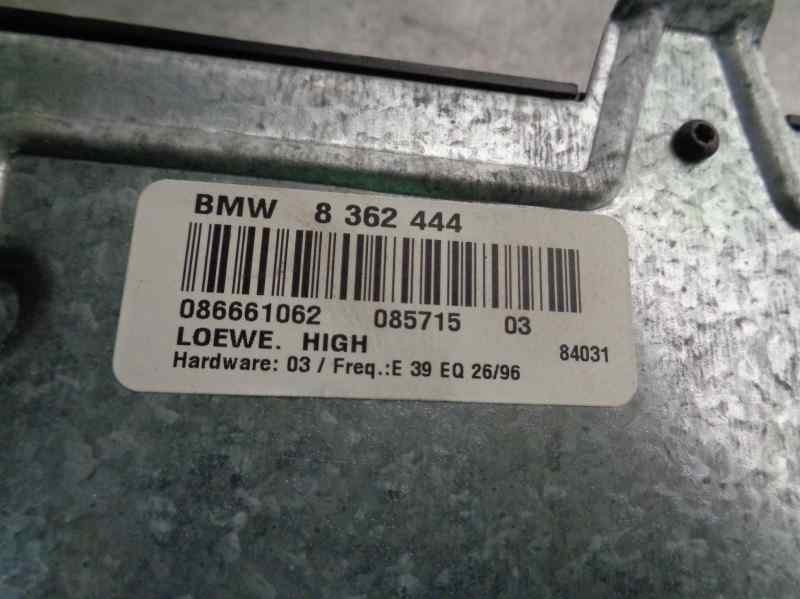 BMW 8 362 444
086661062 085715 03
LOEWE. HIGH 84031
Hardware: 03 / Freq.:E 39 EQ 26/96